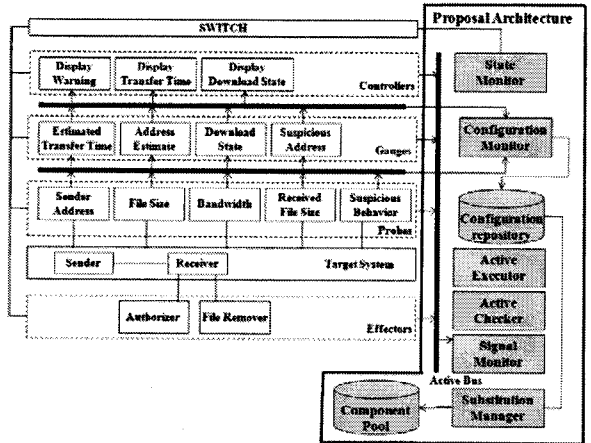 Proposal Architecture
SWITCH
Display
Warning
Display
Transfer Time
Display
Download State
Controllers
State
Monitor
Estimated
Transfer Time
Address
Estimate
Download
State
Suspicious
Address
Gauges
Configuration
Monitor
Sender
Address
File Size
Bandwidth
Received
File Size
Suspicious
Behavior
Probes
Configuration
repository
Sender
Receiver
Target System
Active
Executor
Authorizer
File Remover
Effectors
Active
Checker
Signal
Monitor
Active Bus
Component
Pool
Substitution
Manager